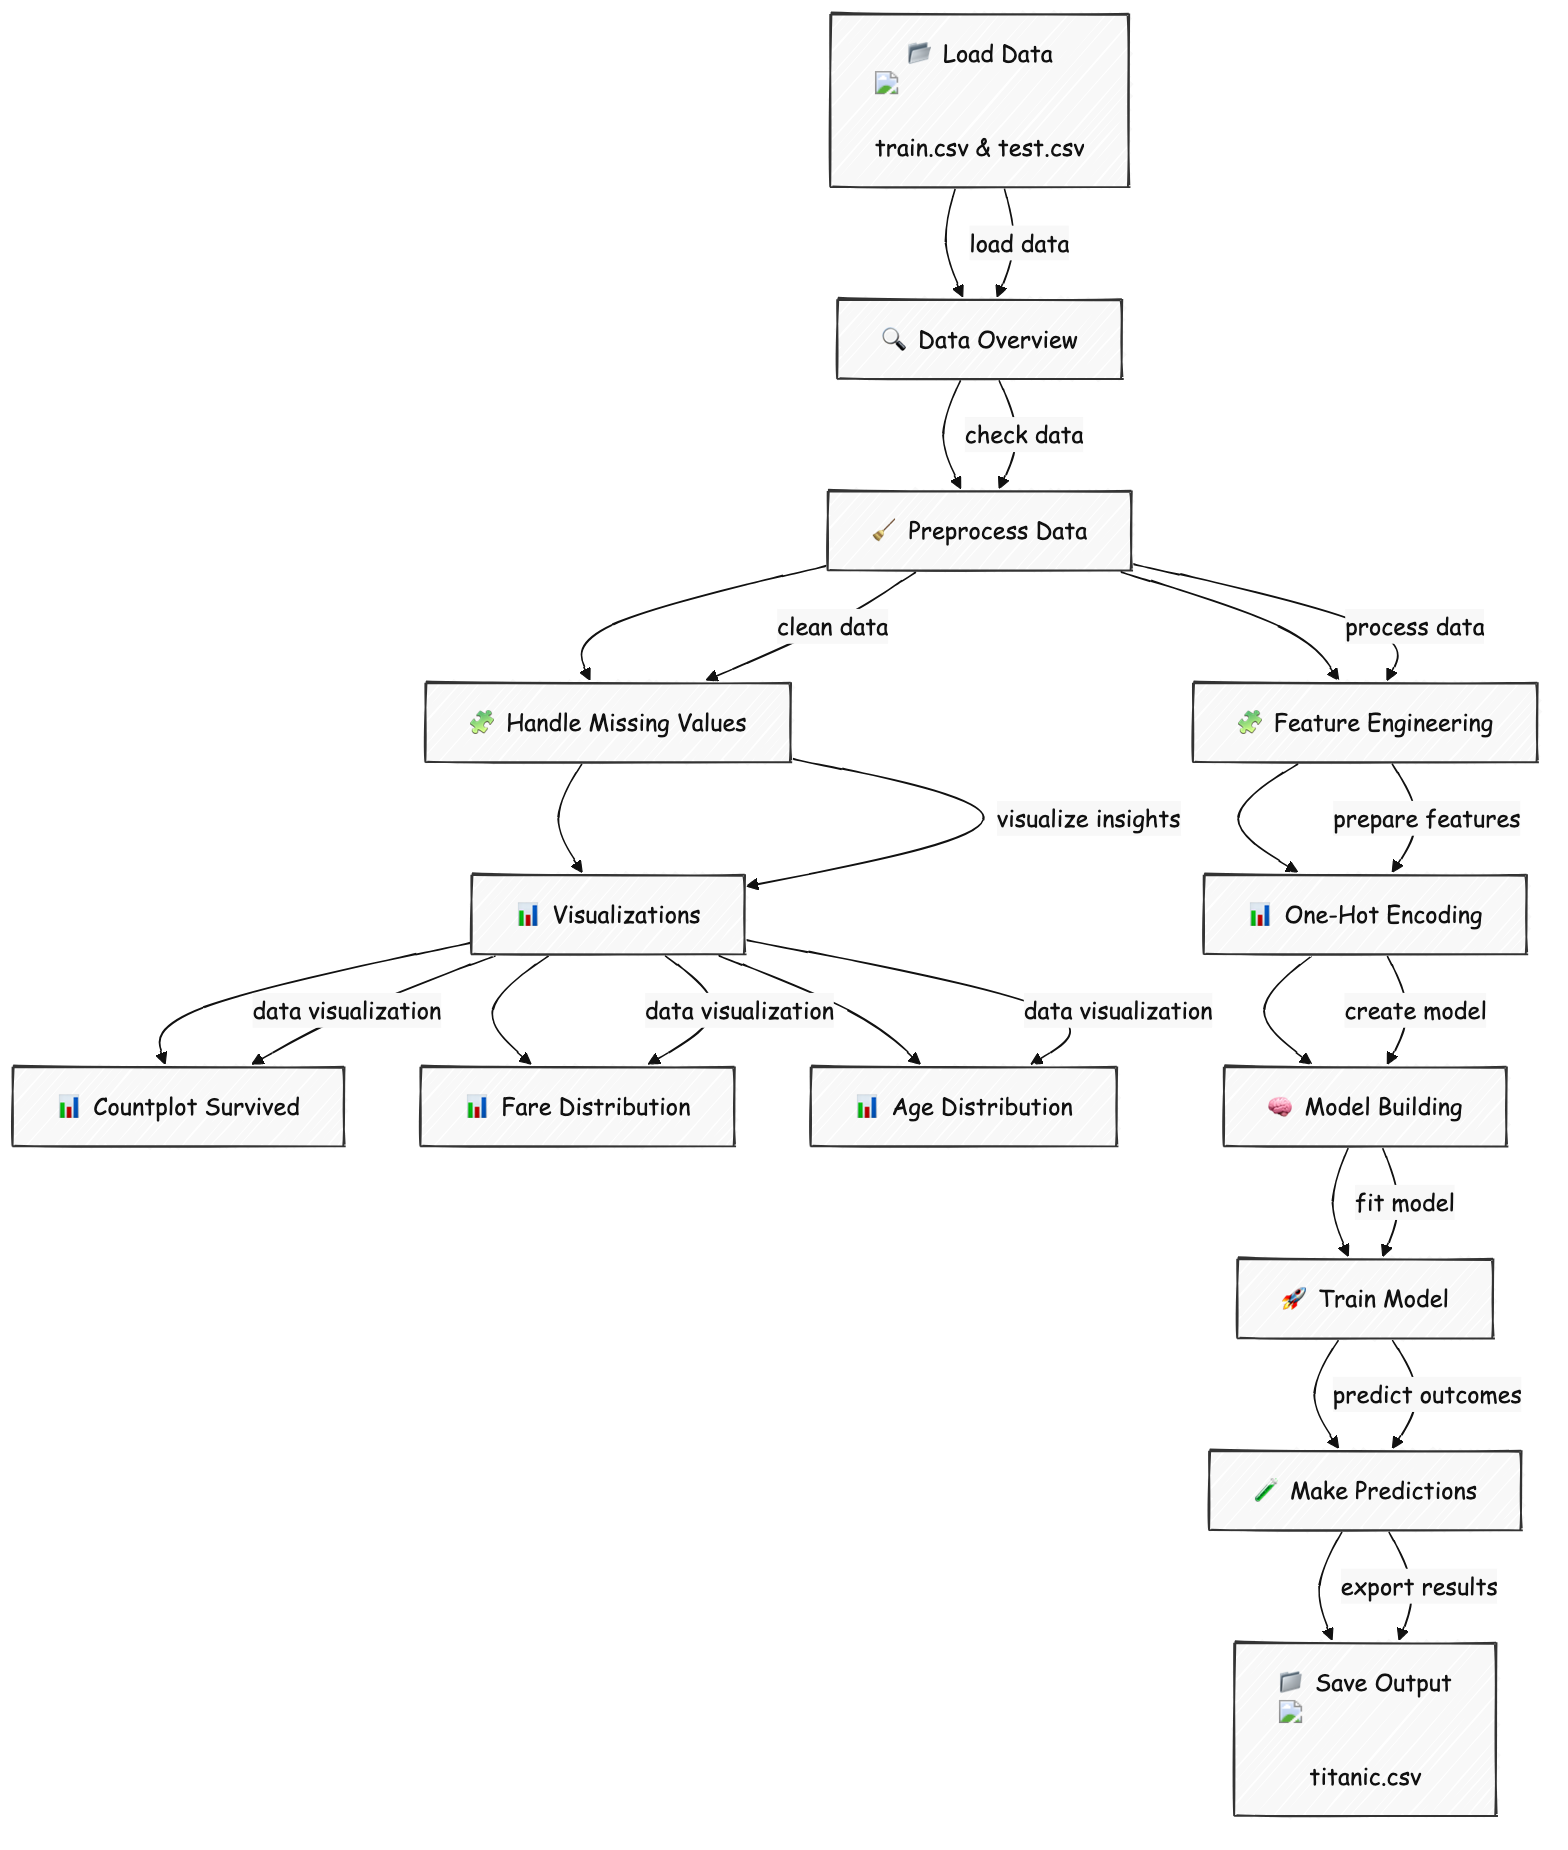 📂 Load Data
train.csv & test.csv
load data
🔍 Data Overview
check data
🧹 Preprocess Data
clean data
process data
🧩 Handle Missing Values
🧩 Feature Engineering
visualize insights
prepare features
📊 Visualizations
📊 One-Hot Encoding
data visualization
data visualization
data visualization
create model
📊 Countplot Survived
📊 Fare Distribution
📊 Age Distribution
🧠 Model Building
fit model
🚀 Train Model
predict outcomes
🧪 Make Predictions
export results
📁 Save Output
titanic.csv